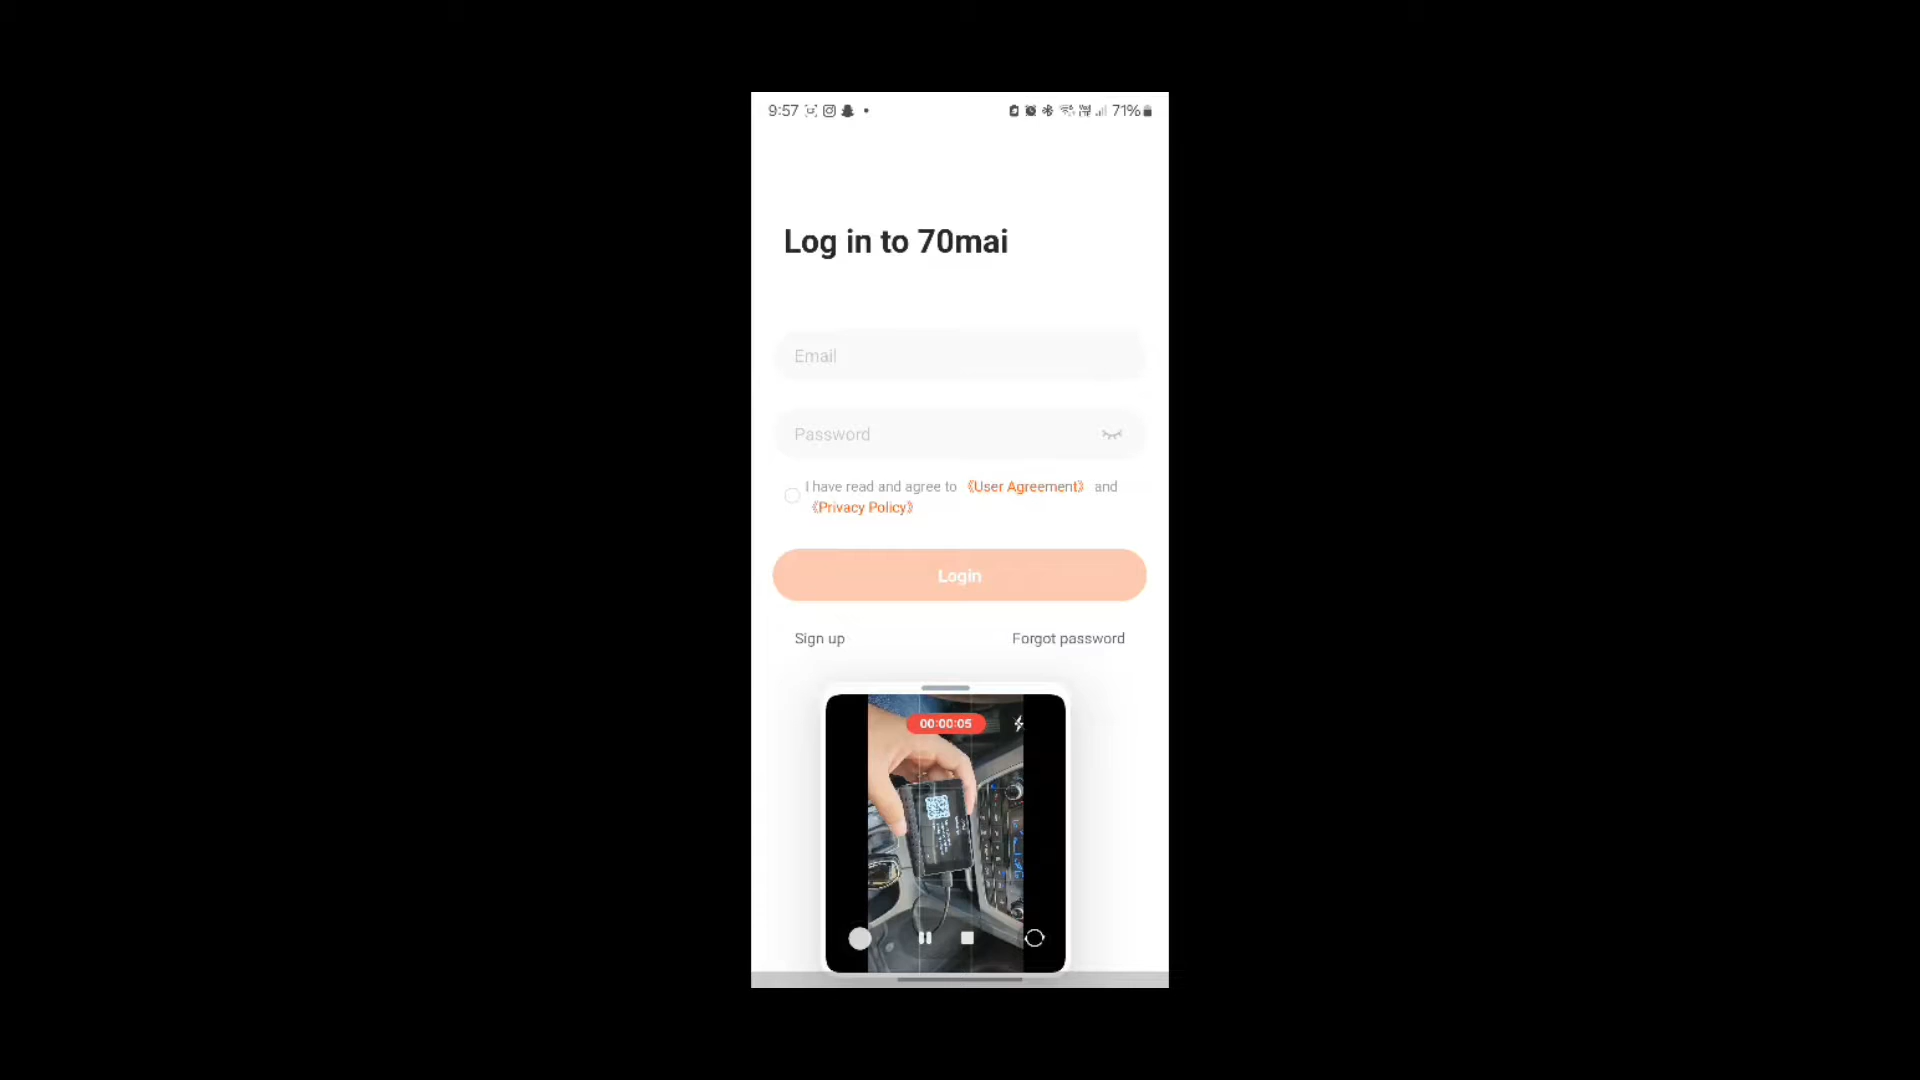 9:57 71%
Log in to 70mai
Email
Password
I have read and agree to 《User Agreement》 and
《Privacy Policy》
Login
Sign up Forgot password
00:00:05